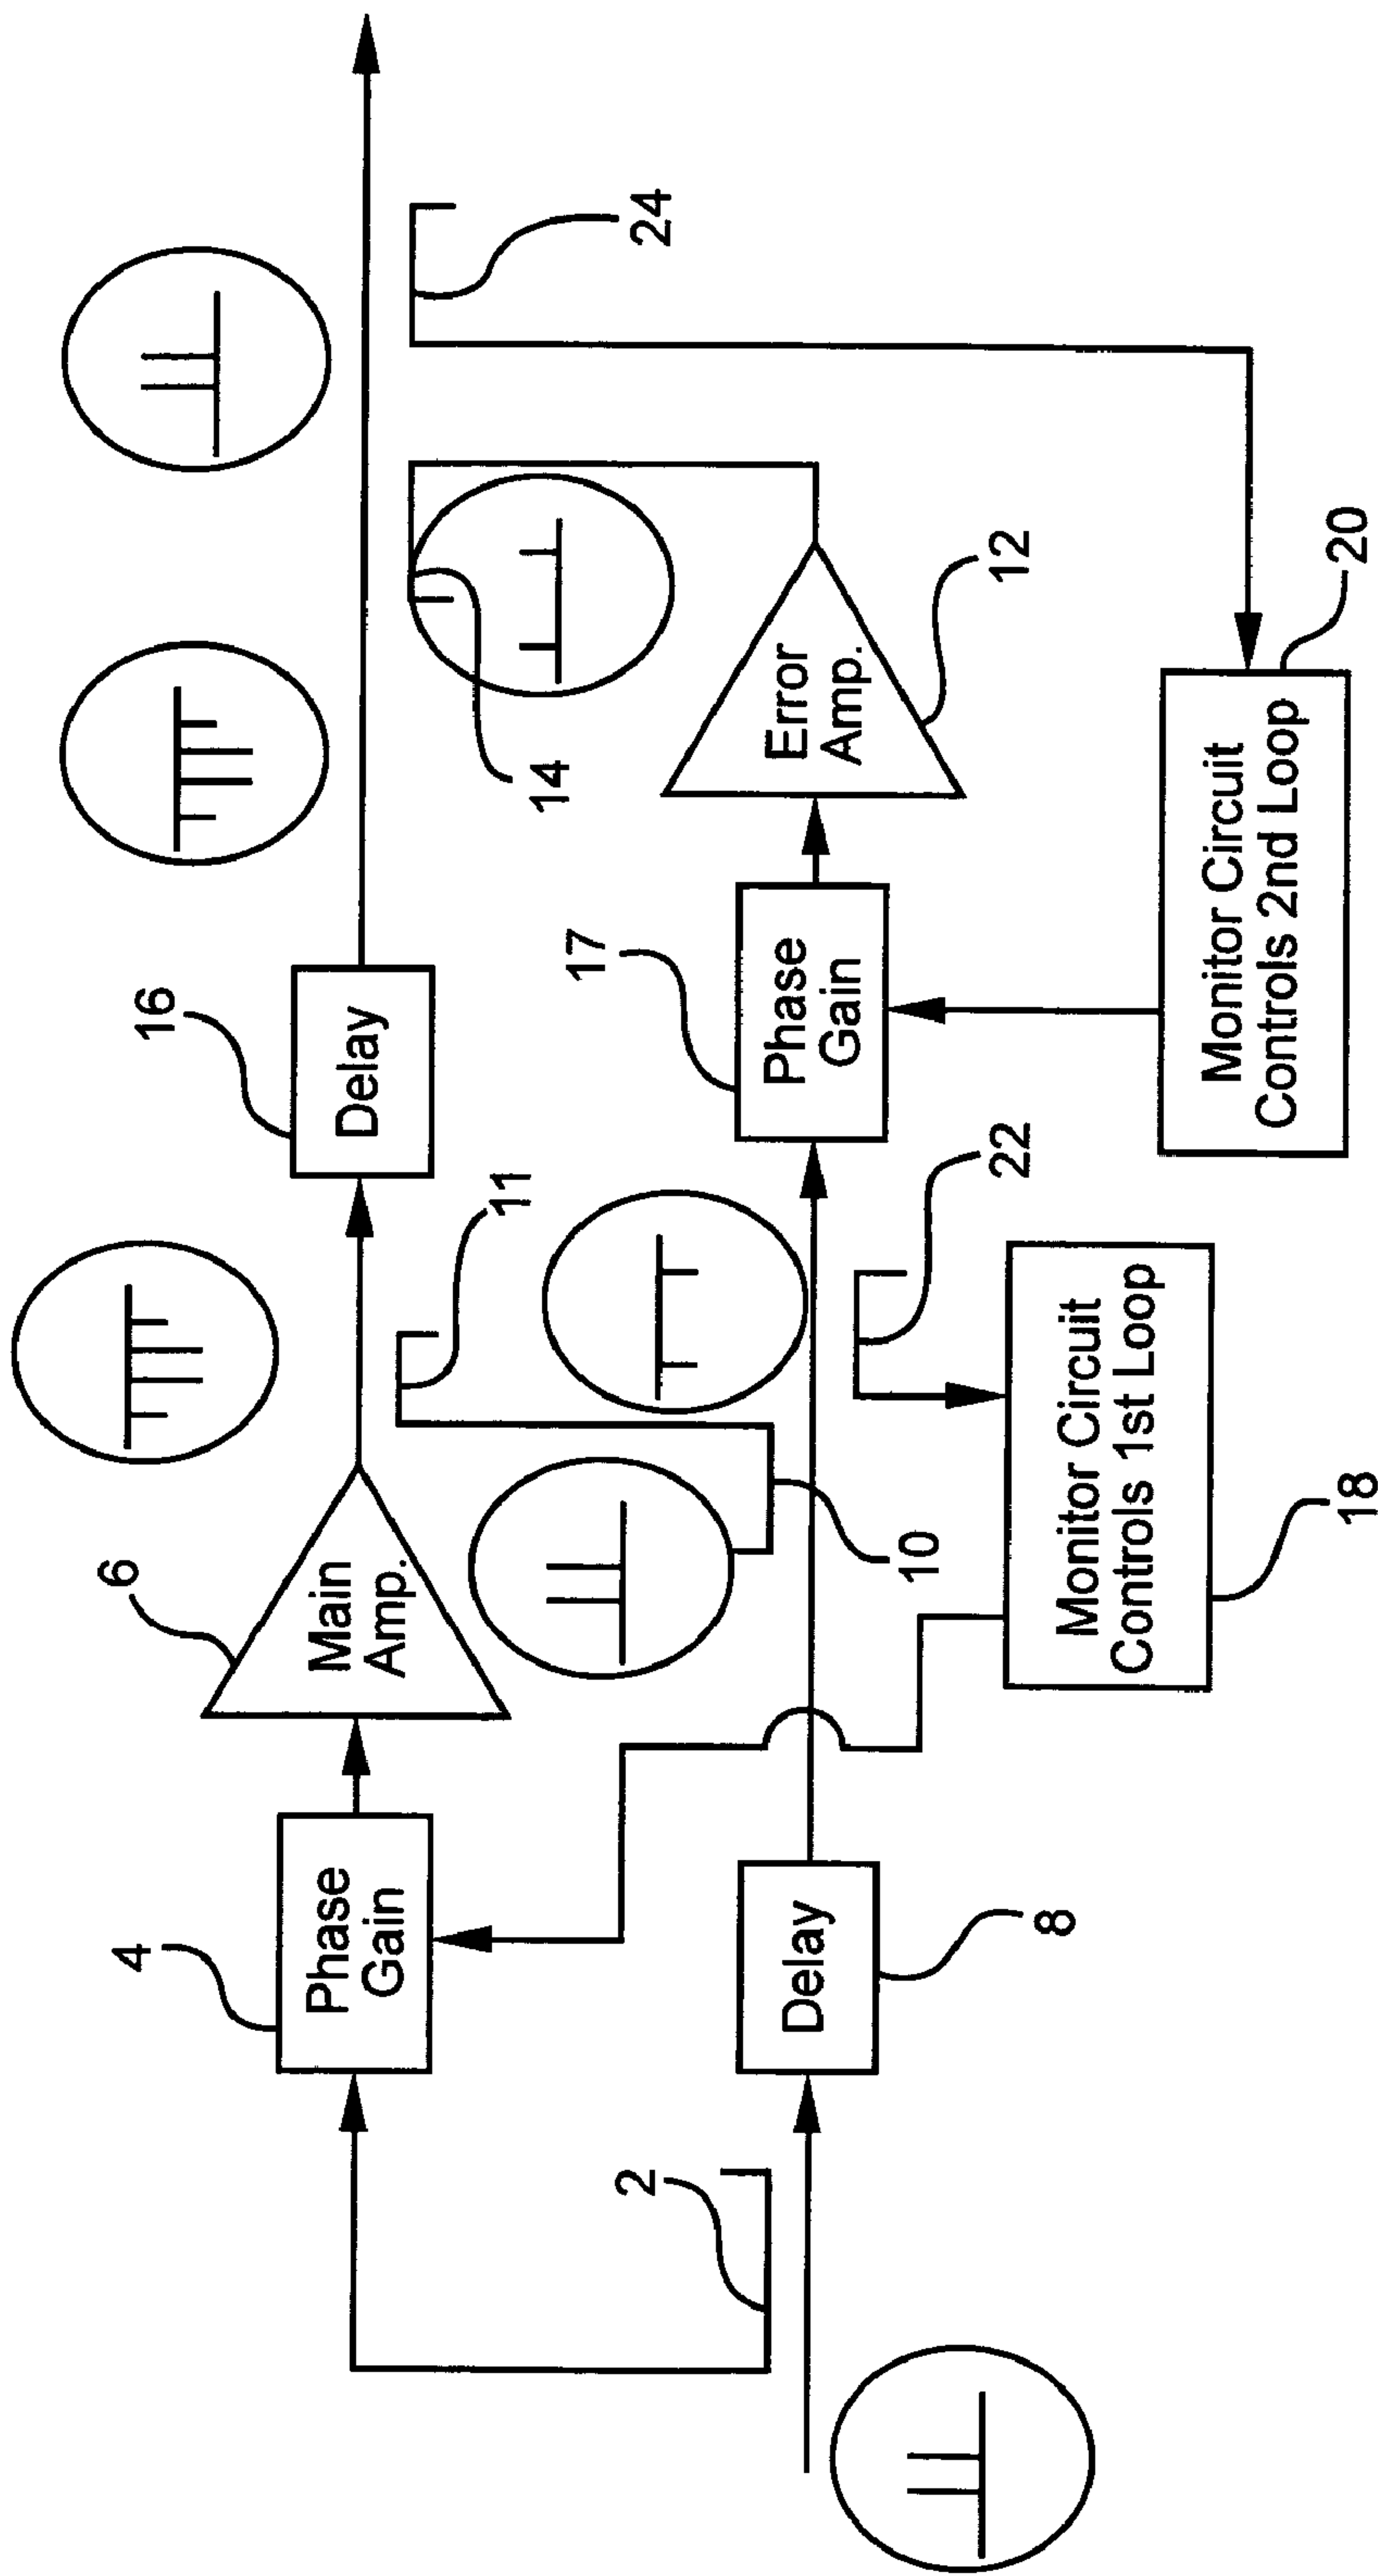 6
Main
Amp.
4
Phase
Gain
16
Delay
11
14
24
2
10
Delay
8
22
17
Phase
Gain
Error
Amp.
12
Monitor Circuit
Controls 1st Loop
18
Monitor Circuit
Controls 2nd Loop
20